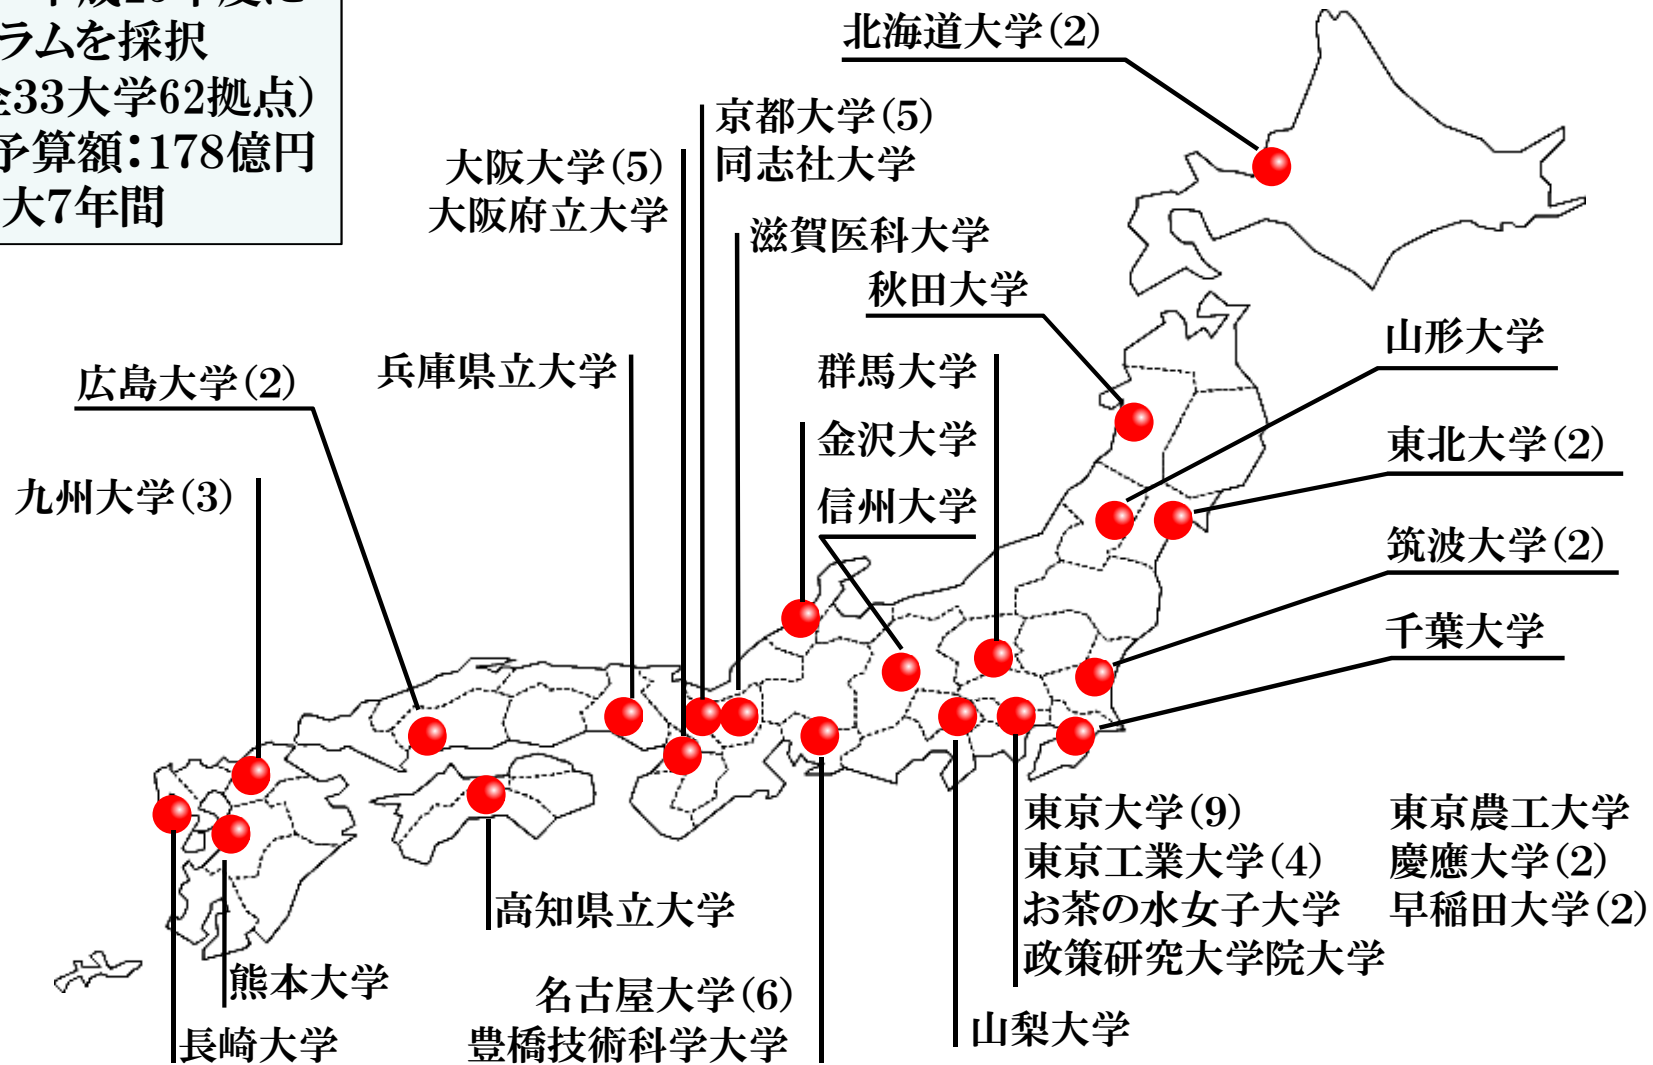 ラムを採択
33大学62拠点）
予算額：178億円
大7年間
北海道大学(2)
京都大学(5)
同志社大学
大阪大学(5)
大阪府立大学
滋賀医科大学
秋田大学
山形大学
兵庫県立大学
群馬大学
広島大学(2)
金沢大学
東北大学(2)
九州大学(3)
信州大学
筑波大学(2)
千葉大学
東京大学(9)
東京工業大学(4)
お茶の水女子大学
政策研究大学院大学
東京農工大学
慶應大学(2)
早稲田大学(2)
高知県立大学
熊本大学
長崎大学
名古屋大学(6)
豊橋技術科学大学
山梨大学